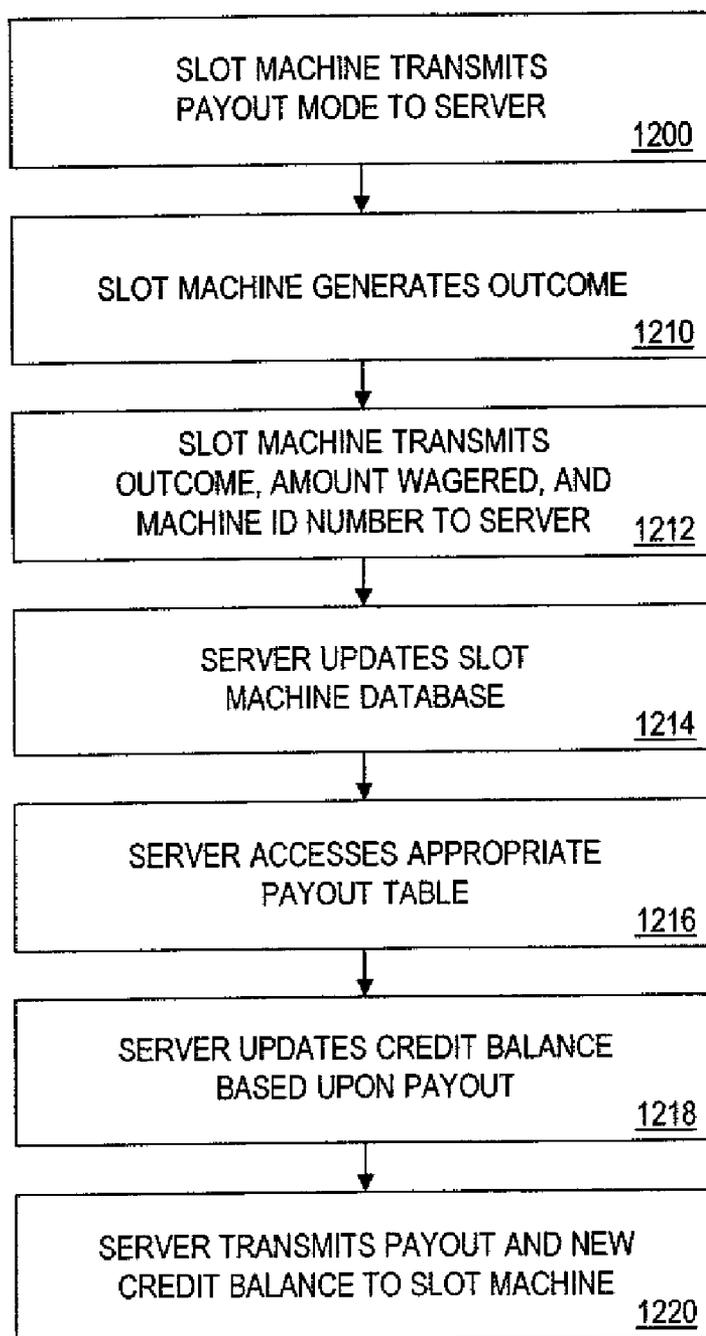 SLOT MACHINE TRANSMITS
PAYOUT MODE TO SERVER
1200
SLOT MACHINE GENERATES OUTCOME
1210
SLOT MACHINE TRANSMITS
OUTCOME, AMOUNT WAGERED, AND
MACHINE ID NUMBER TO SERVER
1212
SERVER UPDATES SLOT
MACHINE DATABASE
1214
SERVER ACCESSES APPROPRIATE
PAYOUT TABLE
1216
SERVER UPDATES CREDIT BALANCE
BASED UPON PAYOUT
1218
SERVER TRANSMITS PAYOUT AND NEW
CREDIT BALANCE TO SLOT MACHINE
1220